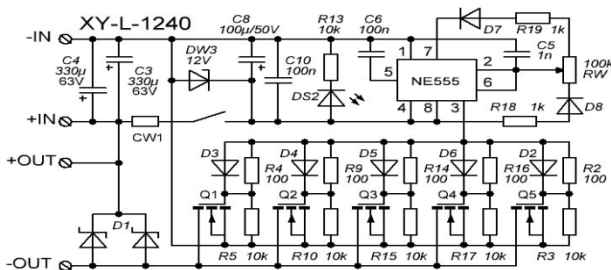 XY-L-1240
-IN
C4
330µ
63V
C3
330µ
63V
DW3
12V
C8
100µ/50V
C10
100n
R13
10k
DS2
C6
100n
1
7
5
NE555
2
6
4
8
3
D7
R19
1k
C5
1n
100k
RW
R18
1k
D8
+IN
CW1
+OUT
D3
R4
100
D4
R9
100
D5
R14
100
D6
R16
100
D2
R2
100
Q1
Q2
Q3
Q4
Q5
D1
-OUT
R5
10k
R10
10k
R15
10k
R17
10k
R3
10k